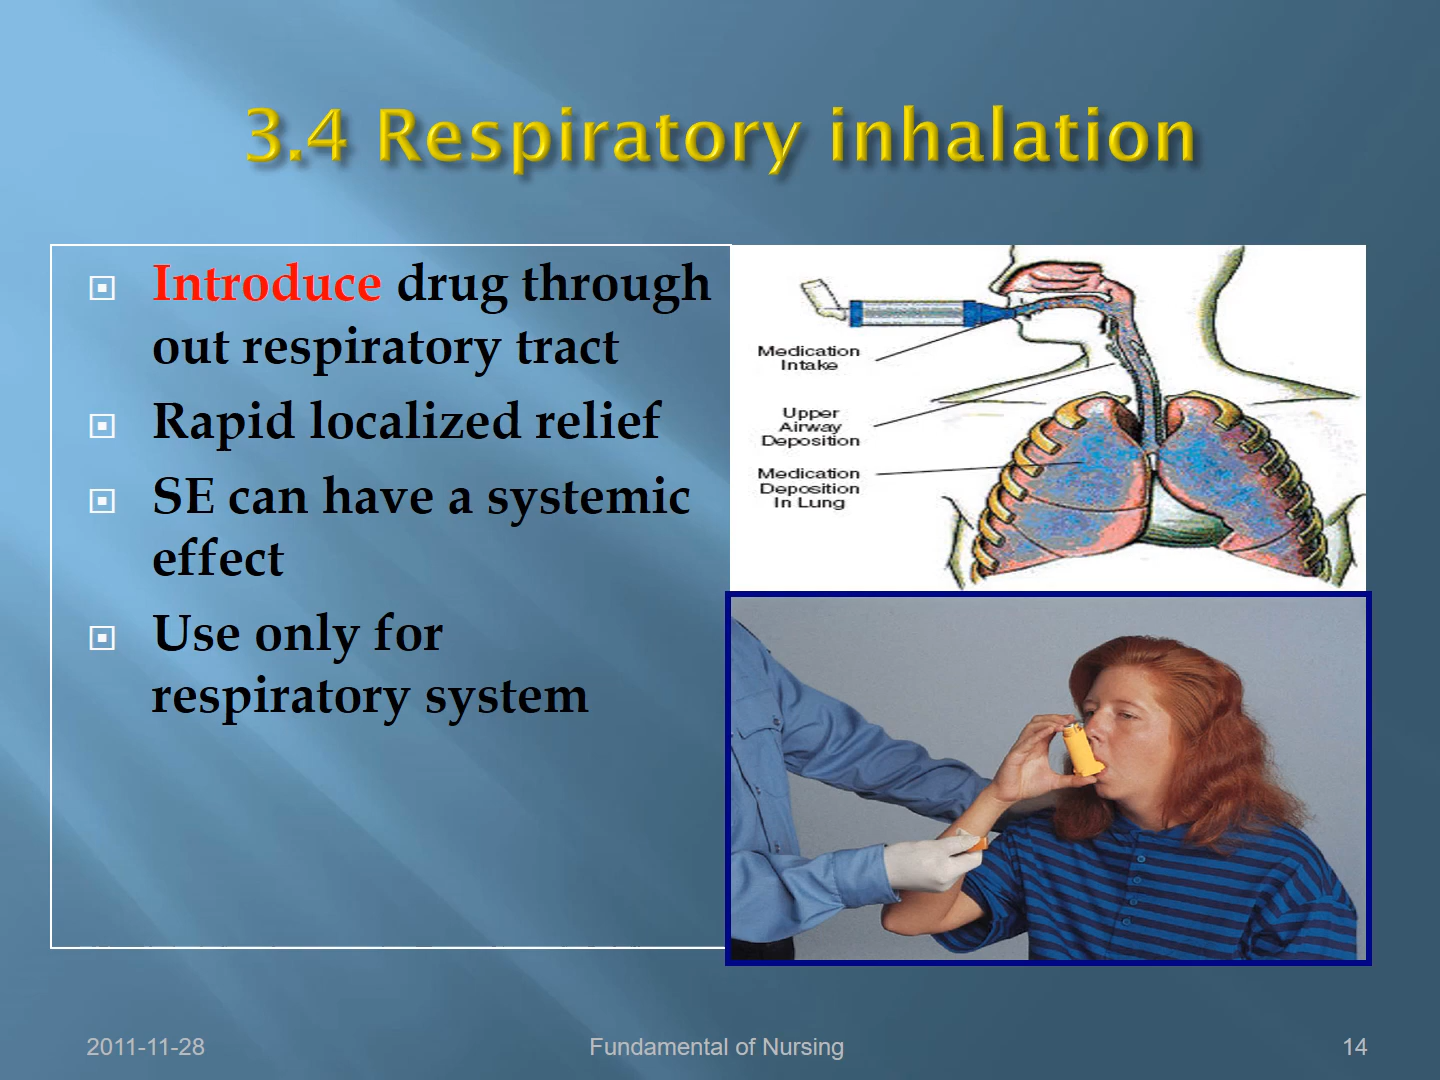 3.4 Respiratory inhalation
Introduce drug through
out respiratory tract
Rapid localized relief
SE can have a systemic
effect
Use only for
respiratory system
Medication
Intake
Upper
Airway
Deposition
Medication
Deposition
In Lung
2011-11-28
Fundamental of Nursing
14